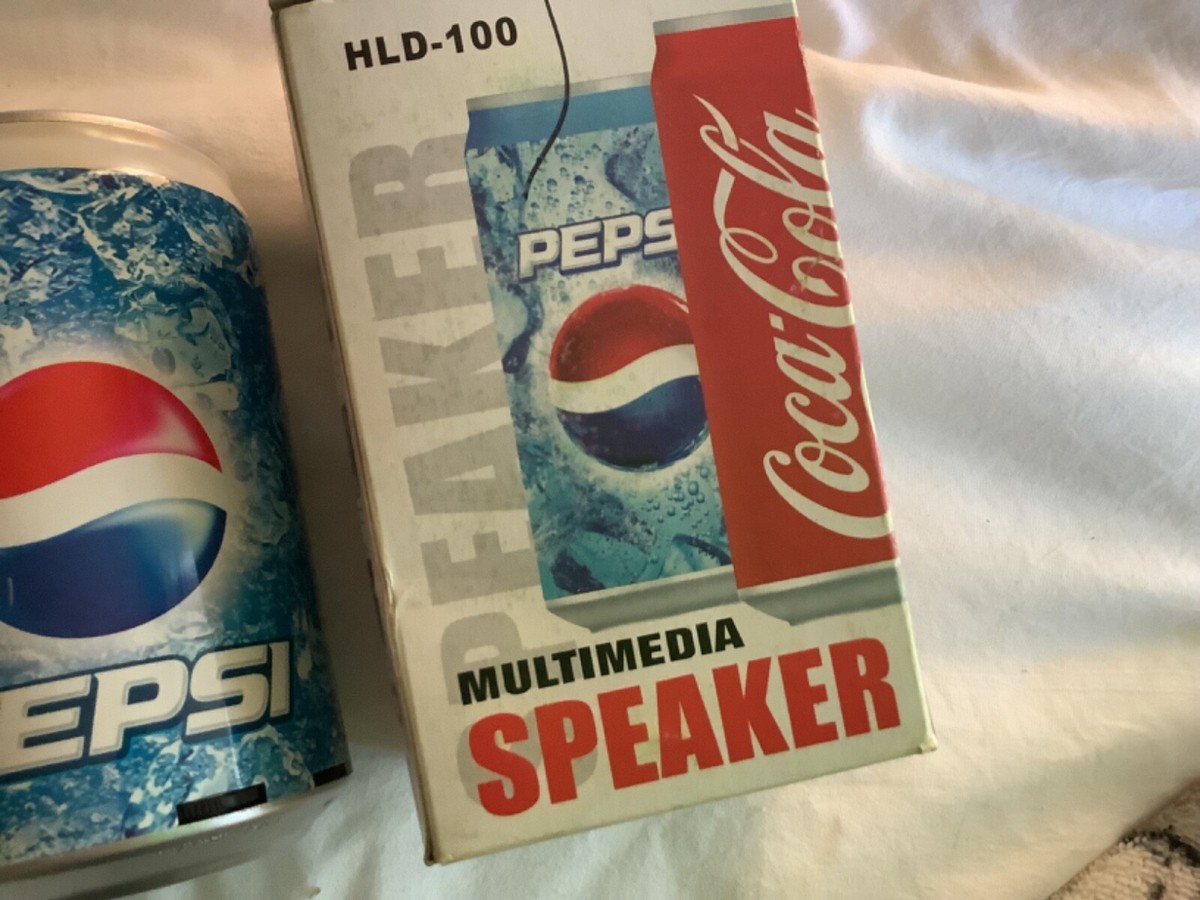 HLD-100
SPEAKER
PEPS
Coca-Cola
MULTIMEDIA
SPEAKER
EPSI